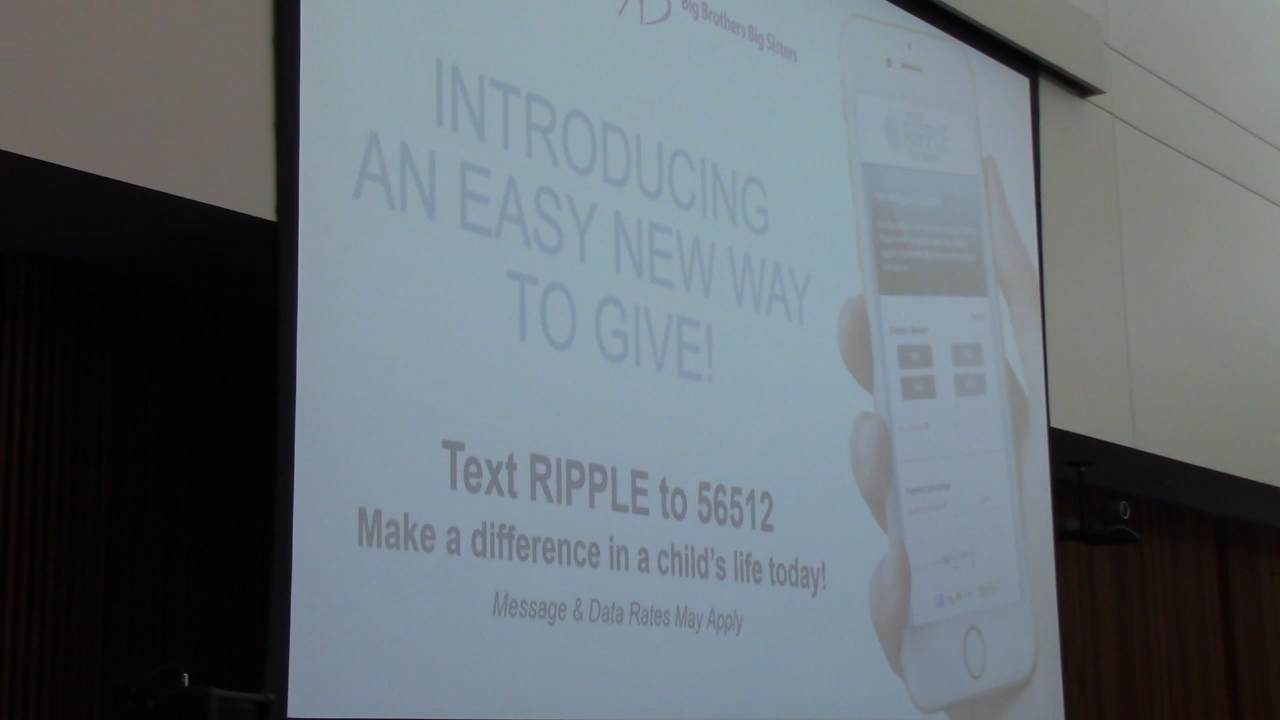 Big Brothers Big Sisters
INTRODUCING
AN EASY NEW WAY
TO GIVE!
Text RIPPLE to 56512
Make a difference in a child's life today!
Message & Data Rates May Apply
RIPPLE